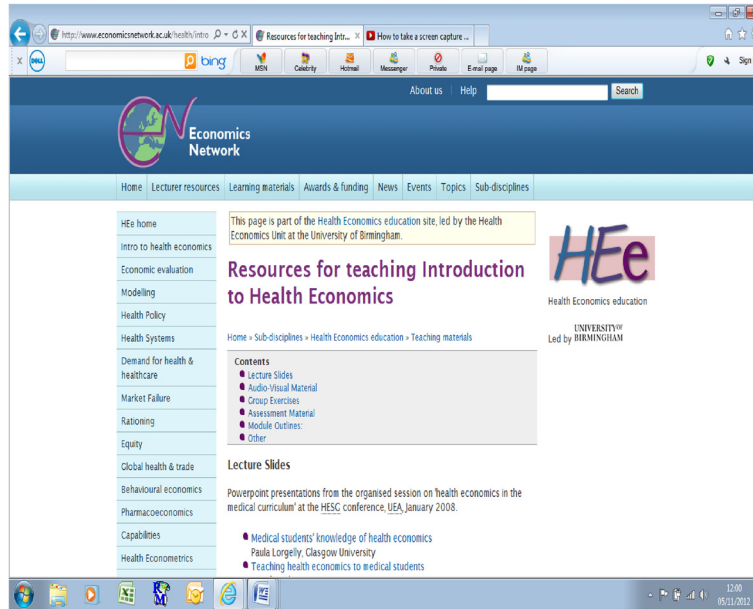 http://www.economicsnetwork.ac.uk/health/intro
Resources for teaching Intr...
How to take a screen capture ...
DELL
bing
MSN
Celebrity
Hotmail
Messenger
Private
E-mail page
IM page
Sign
About us
Help
Search
Economics
Network
Home
Lecturer resources
Learning materials
Awards & funding
News
Events
Topics
Sub-disciplines
HEe home
Intro to health economics
Economic evaluation
Modelling
Health Policy
Health Systems
Demand for health &
healthcare
Market Failure
Rationing
Equity
Global health & trade
Behavioural economics
Pharmacoeconomics
Capabilities
Health Econometrics
This page is part of the Health Economics education site, led by the Health
Economics Unit at the University of Birmingham.
Resources for teaching Introduction
to Health Economics
Home » Sub-disciplines » Health Economics education » Teaching materials
Contents
Lecture Slides
Audio-Visual Material
Group Exercises
Assessment Material
Module Outlines:
Other
Lecture Slides
Powerpoint presentations from the organised session on 'health economics in the
medical curriculum' at the HESG conference, UEA, January 2008.
Medical students' knowledge of health economics
Paula Lorgelly, Glasgow University
Teaching health economics to medical students
HEe
Health Economics education
Led by UNIVERSITY OF
BIRMINGHAM
12:00
05/11/2012